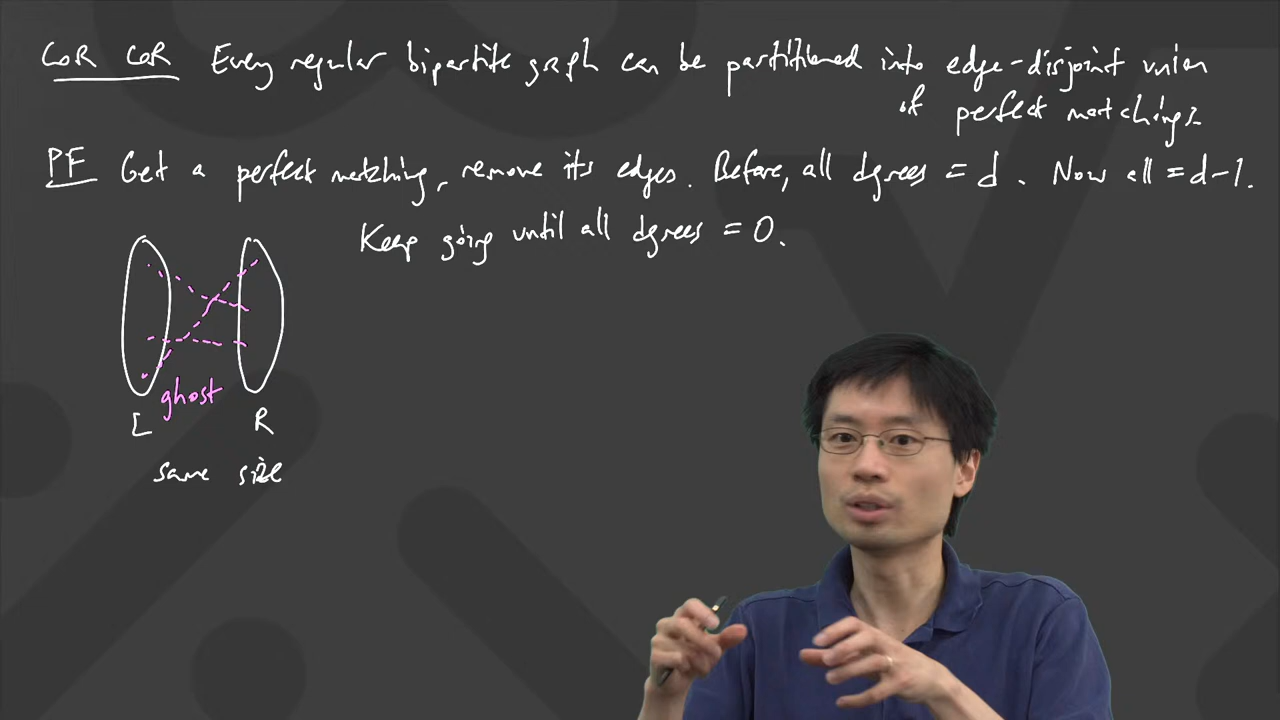 COR COR Every regular bipartite graph can be partitioned into edge-disjoint union
of perfect matchings.
PF Get a perfect matching, remove its edges. Before, all degrees = d. Now all = d-1.
Keep going until all degrees = 0.
ghost
L R
same size